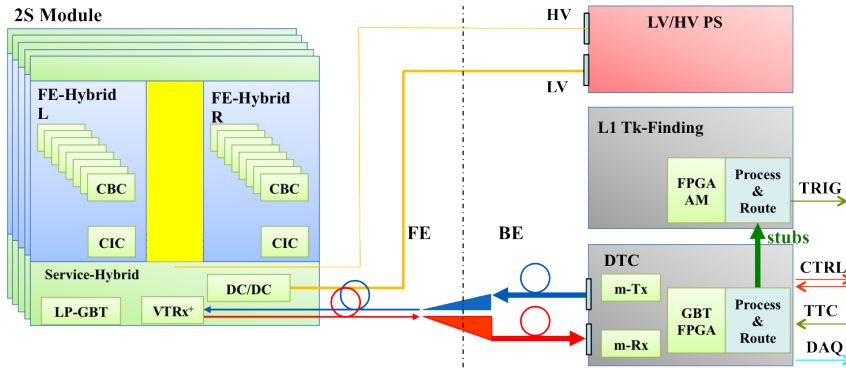 2S Module
FE-Hybrid
L
FE-Hybrid
R
CBC
CBC
CIC
CIC
Service-Hybrid
DC/DC
LP-GBT
VTRx+
HV
LV
LV/HV PS
L1 Tk-Finding
FPGA
AM
Process
&
Route
TRIG
stubs
FE
BE
DTC
m-Tx
m-Rx
GBT
FPGA
Process
&
Route
CTRL
TTC
DAQ